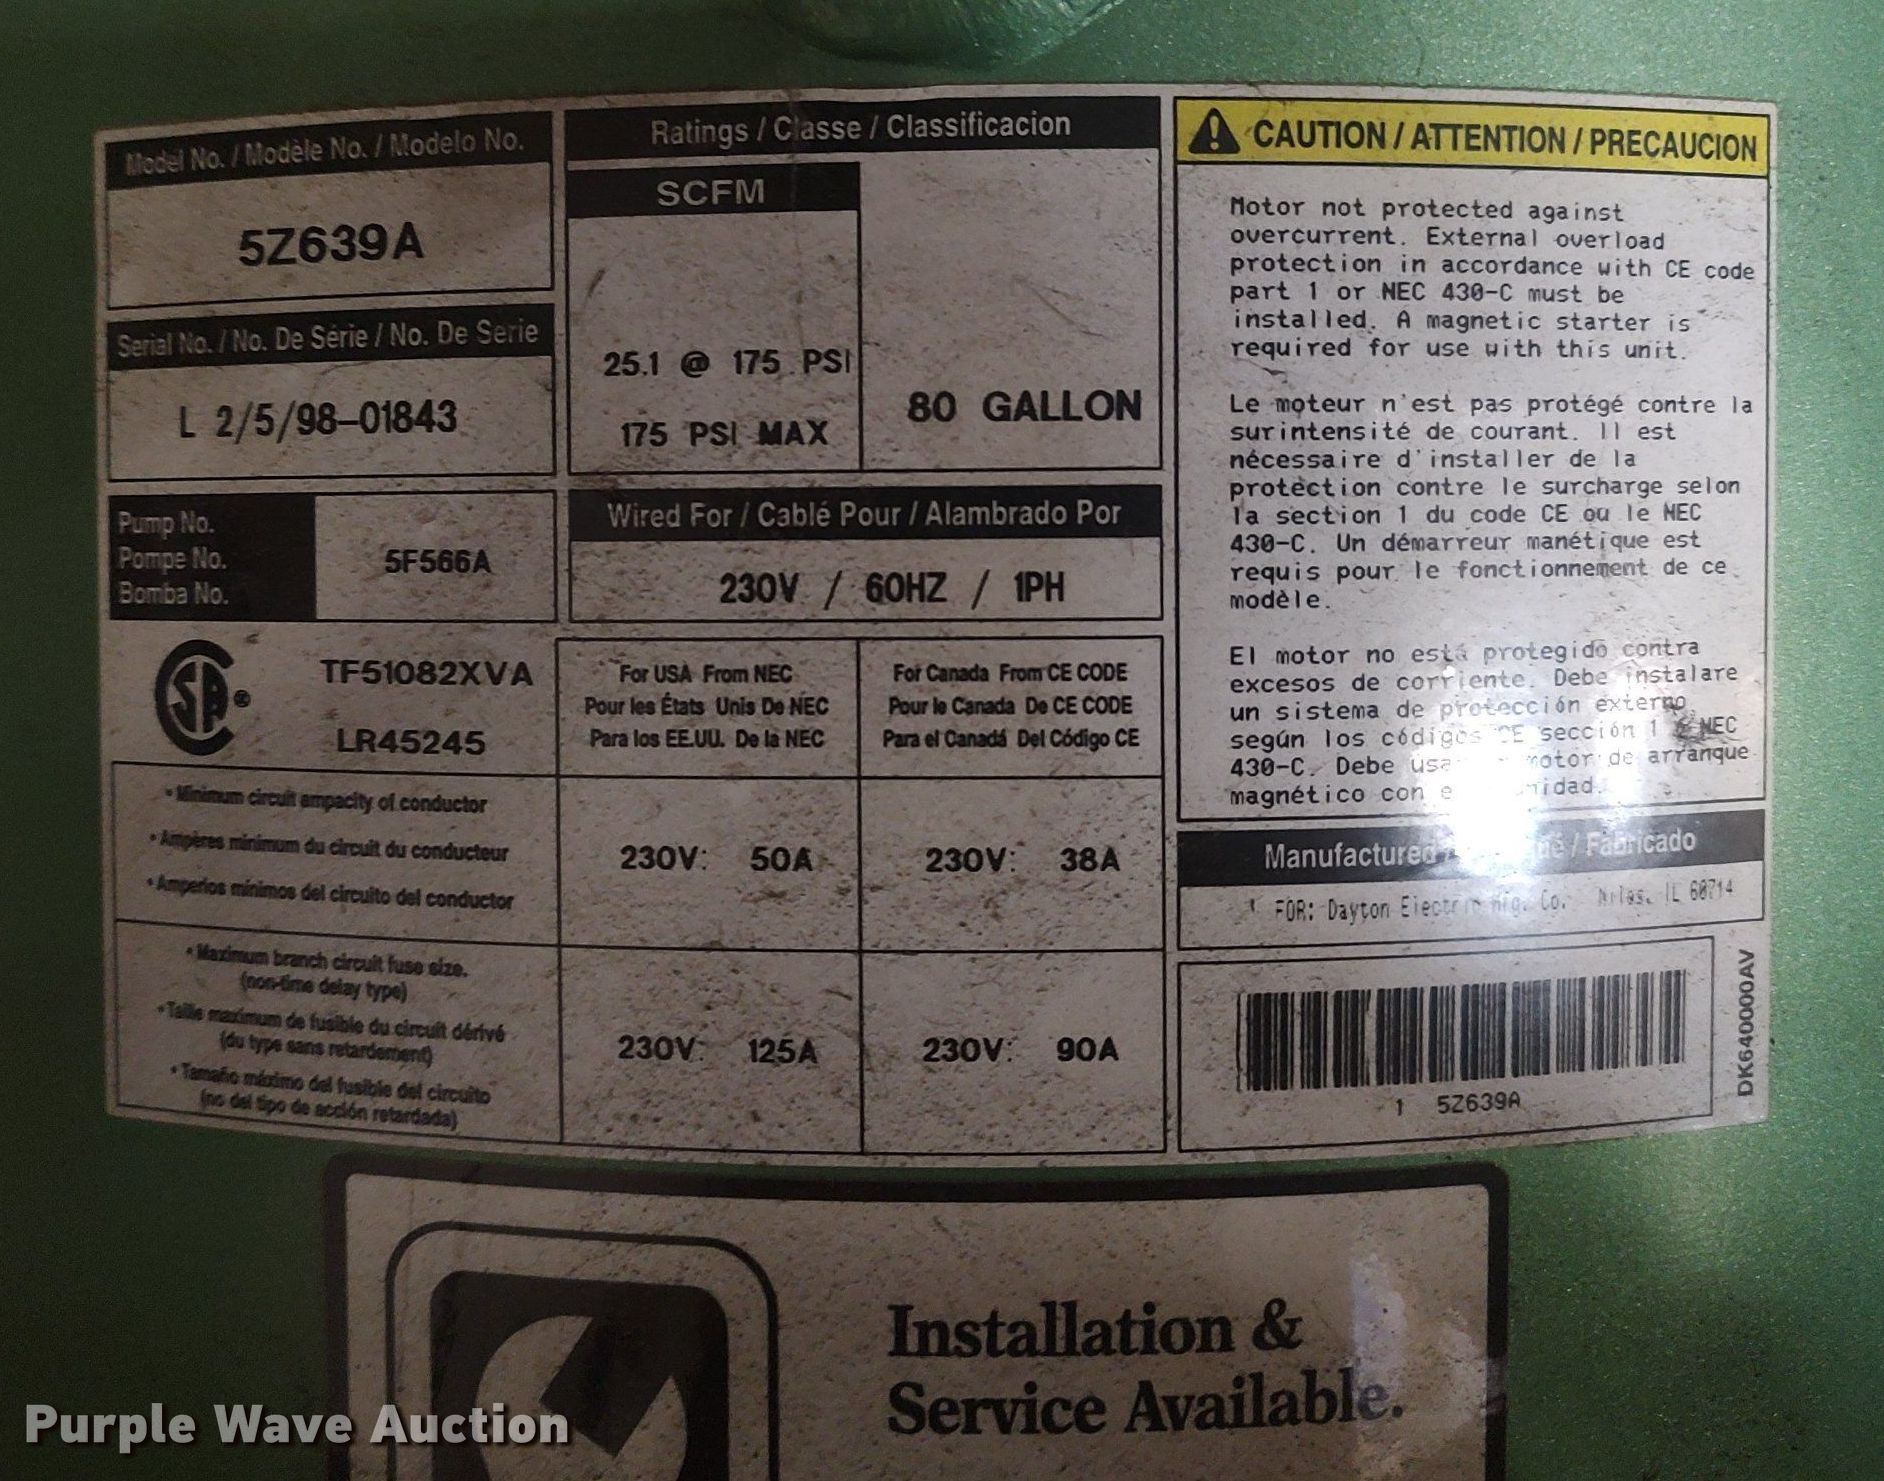 Model No. / Modèle No. / Modelo No.
5Z639A
Serial No. / No. De Série / No. De Serie
L 2/5/98-01843
Pump No.
Pompe No.
Bomba No.
5F566A
SA ®
TF51082XVA
LR45245
Ratings / Classe / Classificacion
SCFM
25.1 @ 175 PSI
175 PSI MAX
80 GALLON
Wired For / Cablé Pour / Alambrado Por
230V / 60HZ / 1PH
For USA From NEC
Pour les États Unis De NEC
Para los EE.UU. De la NEC
For Canada From CE CODE
Pour le Canada De CE CODE
Para el Canadá Del Código CE
• Minimum circuit ampacity of conductor
• Ampères minimum du circuit du conducteur
• Amperios mínimos del circuito del conductor
230V: 50A
230V: 38A
• Maximum branch circuit fuse size.
(non-time delay type)
• Taille maximum de fusible du circuit dérivé
(du type sans retardement)
• Tamaño máximo del fusible del circuito
(no del tipo de acción retardada)
230V: 125A
230V: 90A
CAUTION / ATTENTION / PRECAUCION
Motor not protected against
overcurrent. External overload
protection in accordance with CE code
part 1 or NEC 430-C must be
installed. A magnetic starter is
required for use with this unit.
Le moteur n'est pas protégé contre la
surintensité de courant. Il est
nécessaire d'installer de la
protection contre le surcharge selon
la section 1 du code CE ou le NEC
430-C. Un démarreur manétique est
requis pour le fonctionnement de ce
modèle.
El motor no está protegido contra
excesos de corriente. Debe instalare
un sistema de protección externo
según los códigos CE sección 1 NEC
430-C. Debe motor de arranque
magnético con
Manufactured / Fabricado
FOR: Dayton Electric Mfg. Co. Niles, IL 60714
1 5Z639A
DK640000AV
Installation &
Service Available.
Purple Wave Auction